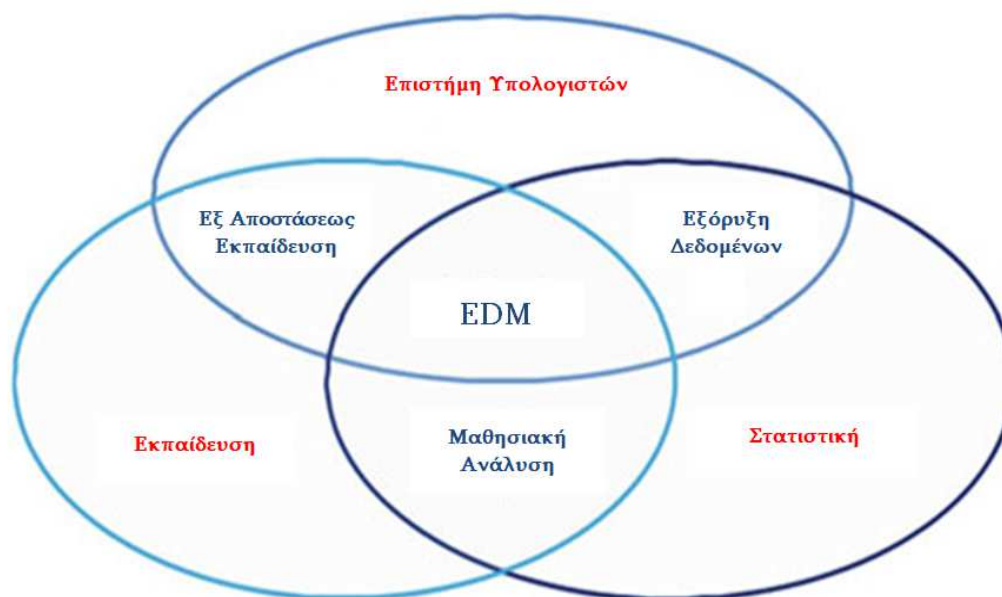 Επιστήμη Υπολογιστών
Εξ Αποστάσεως
Εκπαίδευση
Εξόρυξη
Δεδομένων
EDM
Εκπαίδευση
Μαθησιακή
Ανάλυση
Στατιστική